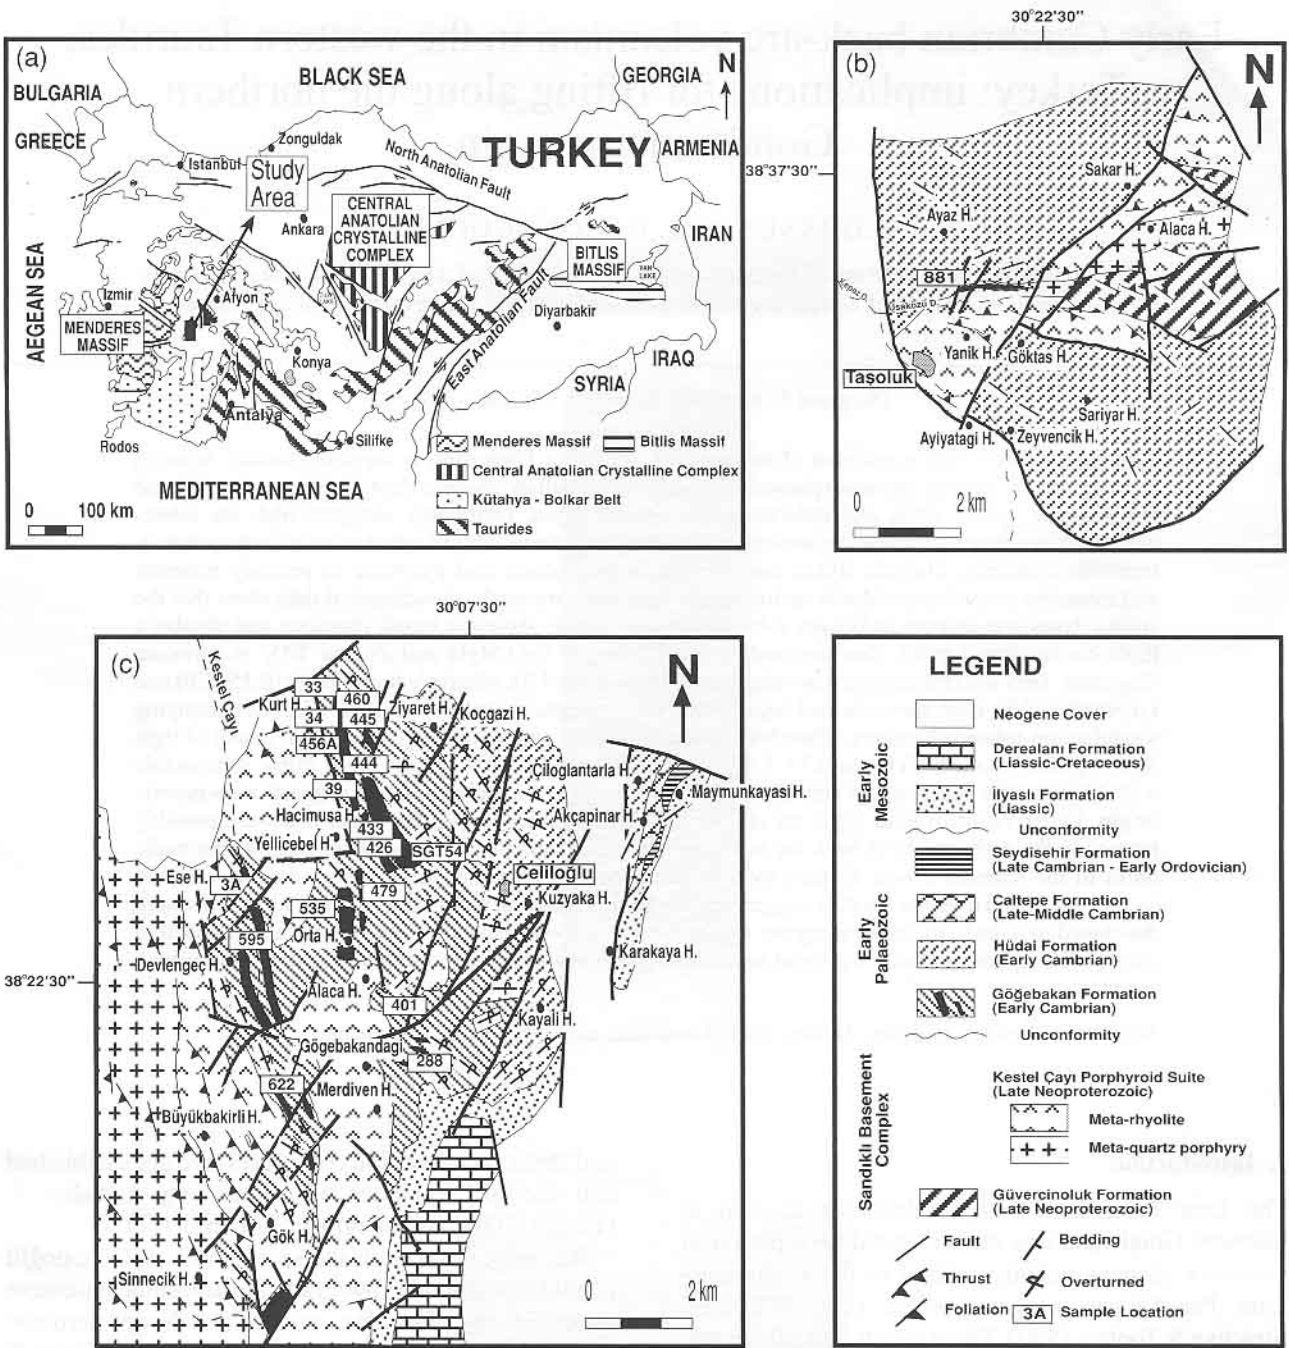 (a)
BLACK SEA
GEORGIA
N
BULGARIA
GREECE
Zonguldak
Istanbul
North Anatolian Fault
TURKEY
ARMENIA
Study
Area
CENTRAL
ANATOLIAN
CRYSTALLINE
COMPLEX
Ankara
IRAN
BITLIS
MASSIF
VAN
LAKE
AEGEAN SEA
Izmir
Afyon
MENDERES
MASSIF
Diyarbakir
East Anatolian Fault
Konya
IRAQ
SYRIA
Antalya
Silifke
Rodos
MEDITERRANEAN SEA
Menderes Massif
Bitlis Massif
Central Anatolian Crystalline Complex
Kütahya - Bolkar Belt
Taurides
0 100 km
30°22'30"
(b)
N
38°37'30"
Sakar H.
Ayaz H.
Alaca H.
881
Yanik H.
Göktas H.
Taşoluk
Sariyar H.
Ayiyatagi H.
Zeyvencik H.
0 2 km
30°07'30"
(c)
N
Kestel Çayı
33
460
Kurt H.
Ziyaret H.
34
445
Koçgazi H.
456A
444
Çiloglantarla H.
39
Maymunkayasi H.
Hacimusa H.
Akçapinar H.
433
Yellicebel H.
426
SGT54
Ese H.
Celiloğlu
3A
479
Kuzyaka H.
535
595
Orta H.
Karakaya H.
Devlengeç H.
38°22'30"
Alaca H.
401
Kayali H.
Gögebakandagi
288
622
Merdiven H.
Büyükbakirli H.
Gök H.
Sinnecik H.
0 2 km
LEGEND
Neogene Cover
Early
Mesozoic
Derealanı Formation
(Liassic-Cretaceous)
İlyaslı Formation
(Liassic)
Unconformity
Seydisehir Formation
(Late Cambrian - Early Ordovician)
Early
Palaeozoic
Caltepe Formation
(Late-Middle Cambrian)
Hüdai Formation
(Early Cambrian)
Göğebakan Formation
(Early Cambrian)
Unconformity
Sandıklı Basement
Complex
Kestel Çayı Porphyroid Suite
(Late Neoproterozoic)
Meta-rhyolite
Meta-quartz porphyry
Güvercinoluk Formation
(Late Neoproterozoic)
Fault
Bedding
Thrust
Overturned
Foliation
3A
Sample Location